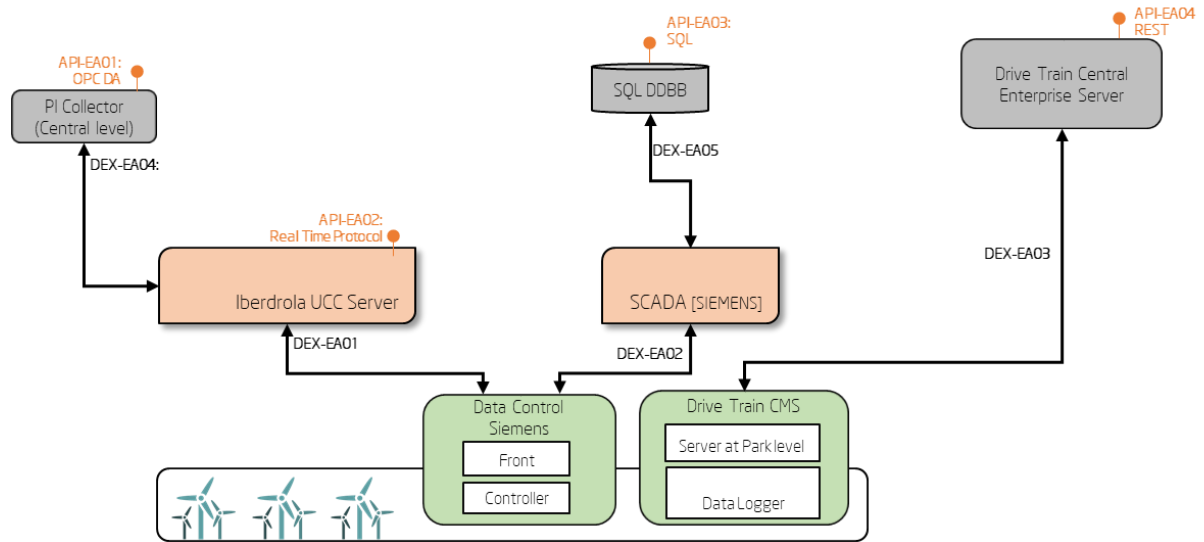 API-EA01:
OPC DA
PI Collector
(Central level)
DEX-EA04:
API-EA02:
Real Time Protocol
Iberdrola UCC Server
DEX-EA01
API-EA03:
SQL
SQL DDBB
DEX-EA05
SCADA [SIEMENS]
DEX-EA02
API-EA04
REST
Drive Train Central
Enterprise Server
DEX-EA03
Data Control
Siemens
Front
Controller
Drive Train CMS
Server at Park level
Data Logger